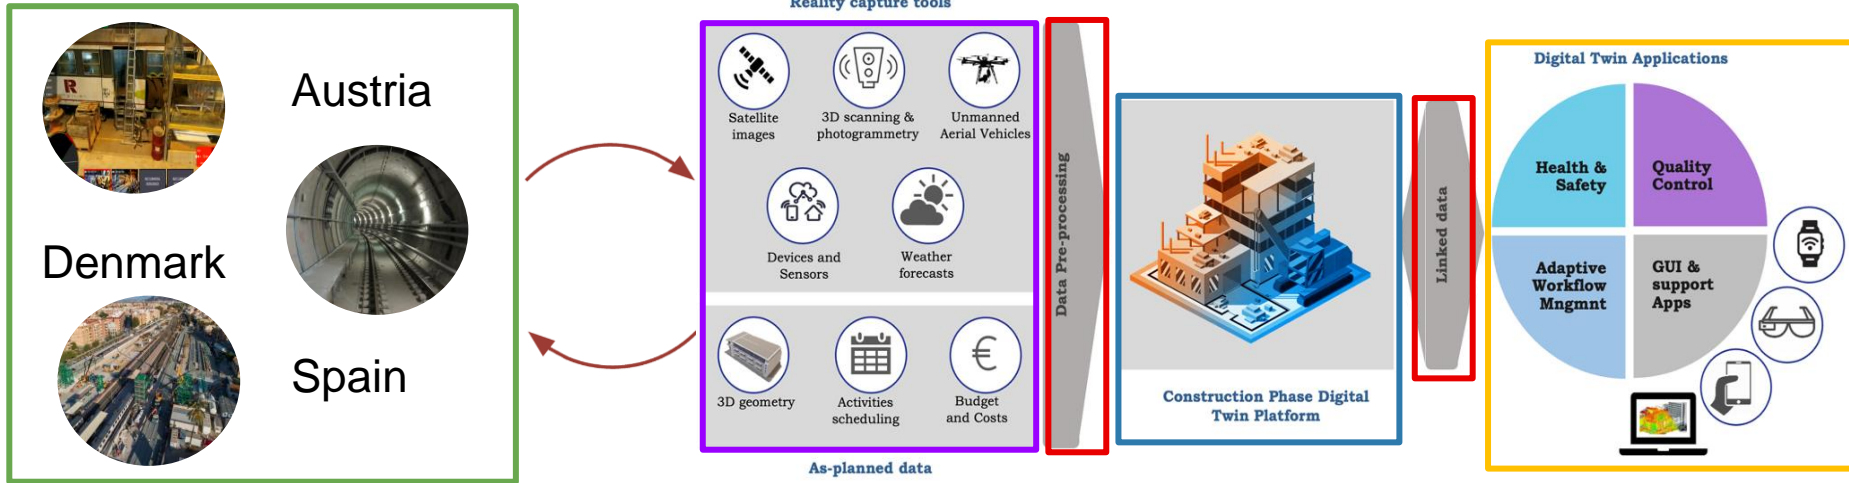 Austria
Denmark
Spain
R
Reality capture tools
Satellite
images
3D scanning &
photogrammetry
Unmanned
Aerial Vehicles
Devices and
Sensors
Weather
forecasts
3D geometry
Activities
scheduling
€
Budget
and Costs
As-planned data
Data Pre-processing
Construction Phase Digital
Twin Platform
Linked data
Digital Twin Applications
Health &
Safety
Quality
Control
Adaptive
Workflow
Mngmnt
GUI &
support
Apps